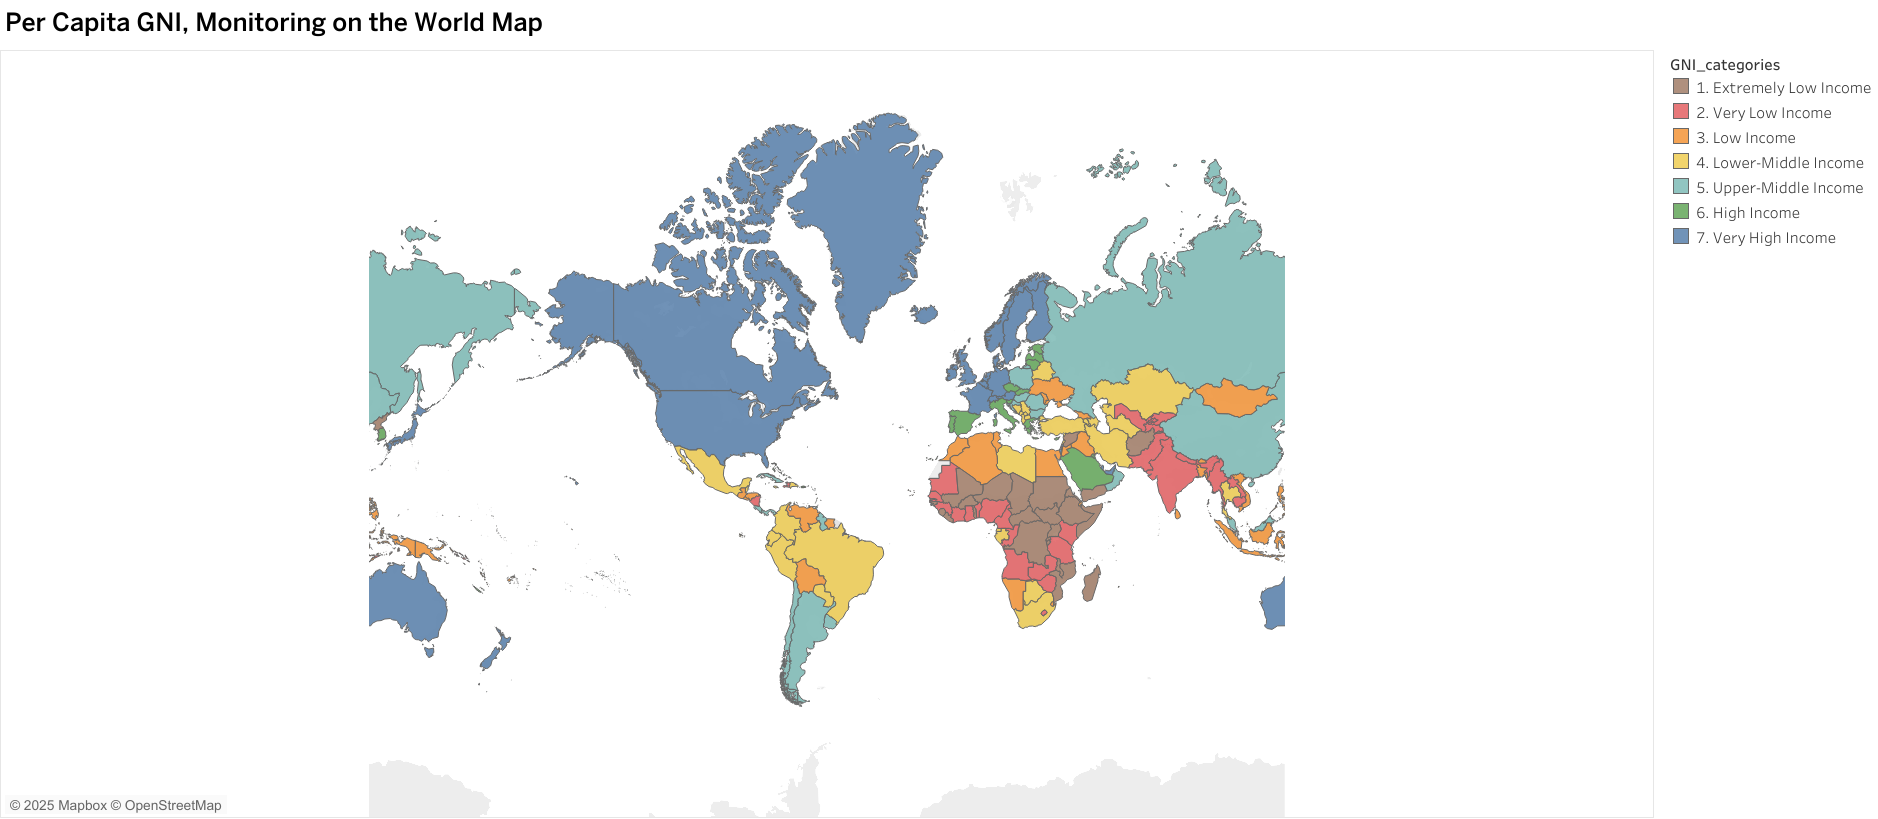 Per Capita GNI, Monitoring on the World Map
GNI_categories
1. Extremely Low Income
2. Very Low Income
3. Low Income
4. Lower-Middle Income
5. Upper-Middle Income
6. High Income
7. Very High Income
© 2025 Mapbox © OpenStreetMap